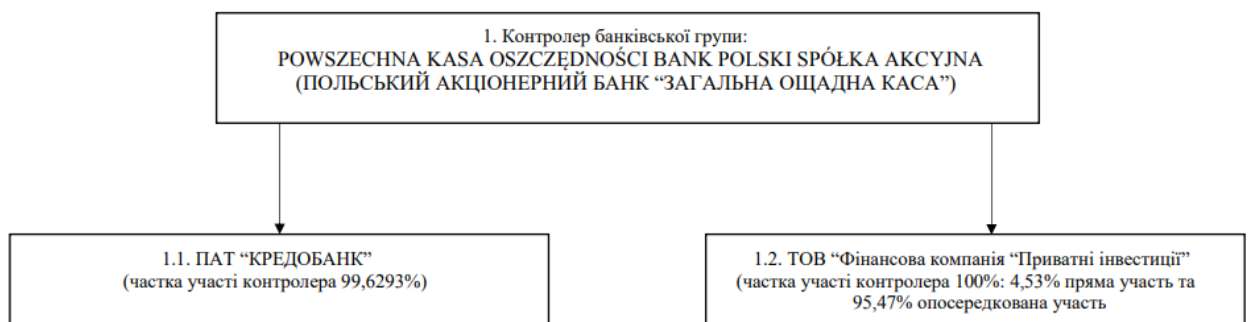 1. Контролер банківської групи:
POWSZECHNA KASA OSZCZĘDNOŚCI BANK POLSKI SPÓŁKA AKCYJNA
(ПОЛЬСЬКИЙ АКЦІОНЕРНИЙ БАНК “ЗАГАЛЬНА ОЩАДНА КАСА”)
1.1. ПАТ “КРЕДОБАНК”
(частка участі контролера 99,6293%)
1.2. ТОВ “Фінансова компанія “Приватні інвестиції”
(частка участі контролера 100%: 4,53% пряма участь та
95,47% опосередкована участь